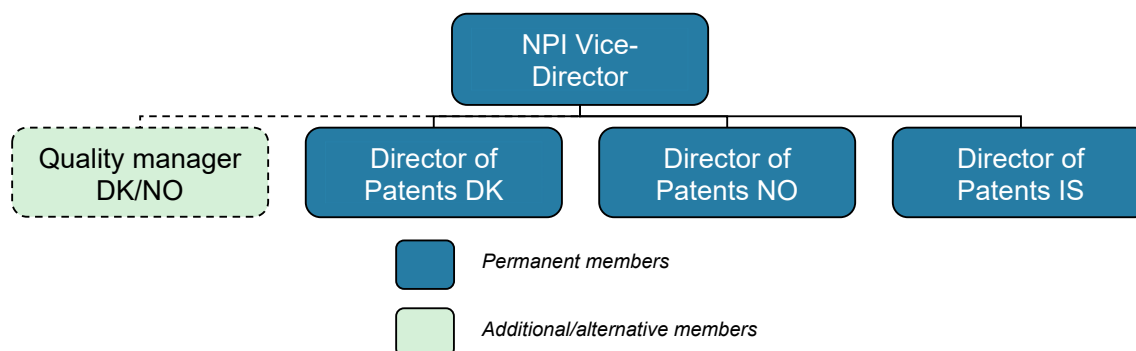 NPI Vice-
Director
Quality manager
DK/NO
Director of
Patents DK
Director of
Patents NO
Director of
Patents IS
Permanent members
Additional/alternative members